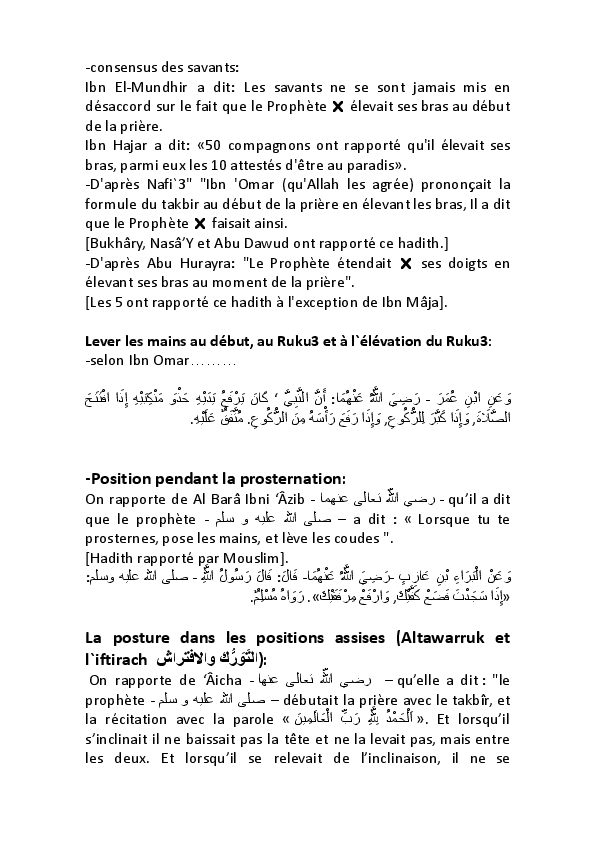 -consensus des savants:
Ibn El-Mundhir a dit: Les savants ne se sont jamais mis en
désaccord sur le fait que le Prophète ✗ élevait ses bras au début
de la prière.
Ibn Hajar a dit: «50 compagnons ont rapporté qu'il élevait ses
bras, parmi eux les 10 attestés d'être au paradis».
-D'après Nafi`3" "Ibn 'Omar (qu'Allah les agrée) prononçait la
formule du takbir au début de la prière en élevant les bras, Il a dit
que le Prophète ✗ faisait ainsi.
[Bukhâry, Nasâ’Y et Abu Dawud ont rapporté ce hadith.]
-D'après Abu Hurayra: "Le Prophète étendait ✗ ses doigts en
élevant ses bras au moment de la prière".
[Les 5 ont rapporté ce hadith à l'exception de Ibn Mâja].
Lever les mains au début, au Ruku3 et à l`élévation du Ruku3:
-selon Ibn Omar………
وَعَنِ ابْنِ عُمَرَ - رَضِيَ اللَّهُ عَنْهُمَا: أَنَّ النَّبِيَّ ‘ كَانَ يَرْفَعُ يَدَيْهِ حَذْوَ مَنْكِبَيْهِ إِذَا افْتَتَحَ
الصَّلَاةَ, وَإِذَا كَبَّرَ لِلرُّكُوعِ, وَإِذَا رَفَعَ رَأْسَهُ مِنَ الرُّكُوعِ. مُتَّفَقٌ عَلَيْهِ.
-Position pendant la prosternation:
On rapporte de Al Barâ Ibni ‘Âzib - رضي الله تعالى عنهما - qu’il a dit
que le prophète - صلى الله عليه و سلم – a dit : « Lorsque tu te
prosternes, pose les mains, et lève les coudes ".
[Hadith rapporté par Mouslim].
وَعَنْ الْبَرَاءِ بْنِ عَازِبٍ -رَضِيَ اللَّهُ عَنْهُمَا- قَالَ: قَالَ رَسُولُ اللَّهِ - صلى الله عليه وسلم:
«إِذَا سَجَدْتَ فَضَعْ كَفَّيْكَ, وَارْفَعْ مِرْفَقَيْكَ». رَوَاهُ مُسْلِمٌ.
La posture dans les positions assises (Altawarruk et
l`iftirach التَوَرُّك والافتراش):
On rapporte de ‘Âicha - رضي الله تعالى عنها – qu’elle a dit : "le
prophète - صلى الله عليه و سلم – débutait la prière avec le takbîr, et
la récitation avec la parole « اَلْحَمْدُ لِلَّهِ رَبِّ الْعَالَمِينَ ». Et lorsqu’il
s’inclinait il ne baissait pas la tête et ne la levait pas, mais entre
les deux. Et lorsqu’il se relevait de l’inclinaison, il ne se